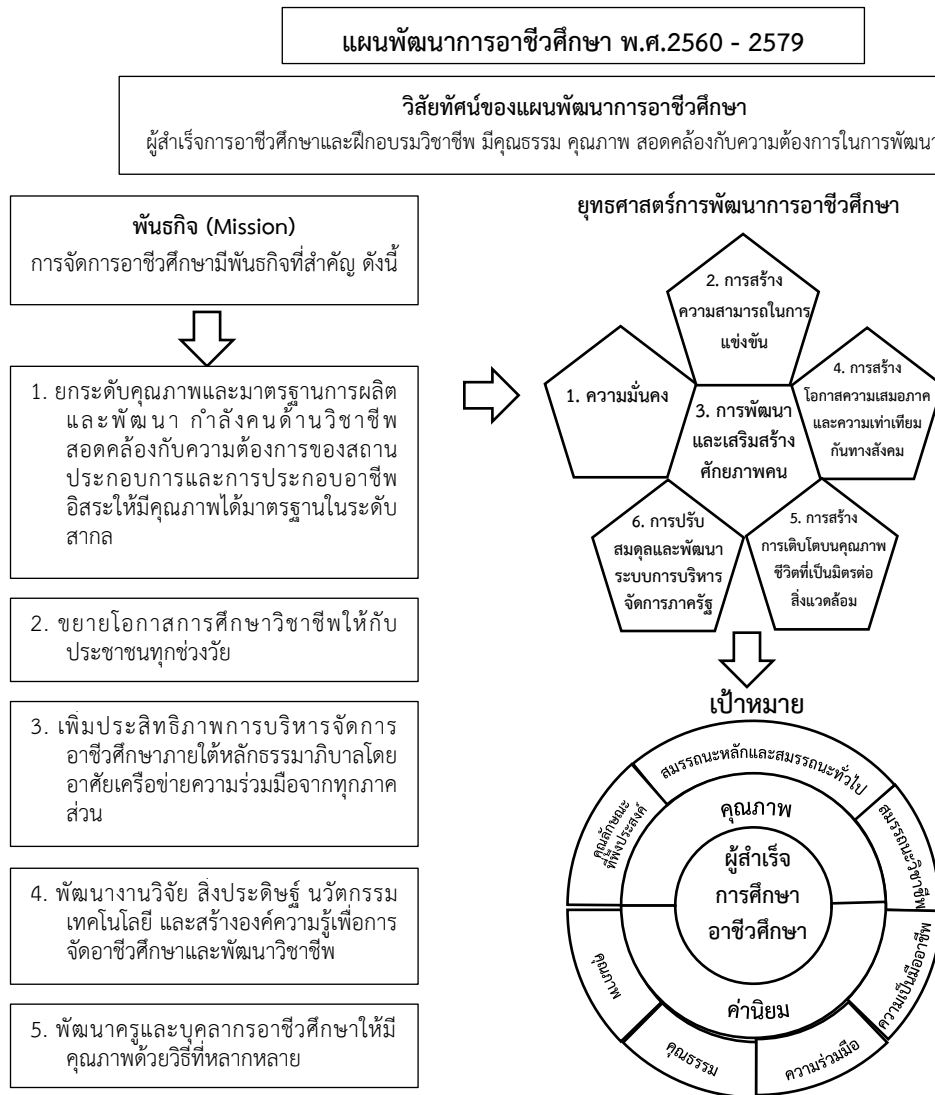 แผนพัฒนาการอาชีวศึกษา พ.ศ.2560 - 2579
วิสัยทัศน์ของแผนพัฒนาการอาชีวศึกษา
ผู้สำเร็จการอาชีวศึกษาและฝึกอบรมวิชาชีพ มีคุณธรรม คุณภาพ สอดคล้องกับความต้องการในการพัฒนา
พันธกิจ (Mission)
การจัดการอาชีวศึกษามีพันธกิจที่สำคัญ ดังนี้
1. ยกระดับคุณภาพและมาตรฐานการผลิต
และพัฒนา กำลังคนด้านวิชาชีพ
สอดคล้องกับความต้องการของสถาน
ประกอบการและการประกอบอาชีพ
อิสระให้มีคุณภาพได้มาตรฐานในระดับ
สากล
2. ขยายโอกาสการศึกษาวิชาชีพให้กับ
ประชาชนทุกช่วงวัย
3. เพิ่มประสิทธิภาพการบริหารจัดการ
อาชีวศึกษาภายใต้หลักธรรมาภิบาลโดย
อาศัยเครือข่ายความร่วมมือจากทุกภาค
ส่วน
4. พัฒนางานวิจัย สิ่งประดิษฐ์ นวัตกรรม
เทคโนโลยี และสร้างองค์ความรู้เพื่อการ
จัดอาชีวศึกษาและพัฒนาวิชาชีพ
5. พัฒนาครูและบุคลากรอาชีวศึกษาให้มี
คุณภาพด้วยวิธีที่หลากหลาย
ยุทธศาสตร์การพัฒนาการอาชีวศึกษา
1. ความมั่นคง
2. การสร้าง
ความสามารถในการ
แข่งขัน
3. การพัฒนา
และเสริมสร้าง
ศักยภาพคน
4. การสร้าง
โอกาสความเสมอภาค
และความเท่าเทียม
กันทางสังคม
5. การสร้าง
การเติบโตบนคุณภาพ
ชีวิตที่เป็นมิตรต่อ
สิ่งแวดล้อม
6. การปรับ
สมดุลและพัฒนา
ระบบการบริหาร
จัดการภาครัฐ
เป้าหมาย
สมรรถนะหลักและสมรรถนะทั่วไป
คุณลักษณะ
ที่พึงประสงค์
สมรรถนะวิชาชีพ
คุณภาพ
ผู้สำเร็จ
การศึกษา
อาชีวศึกษา
ค่านิยม
คุณภาพ
คุณธรรม
ความร่วมมือ
ความเป็นมืออาชีพ